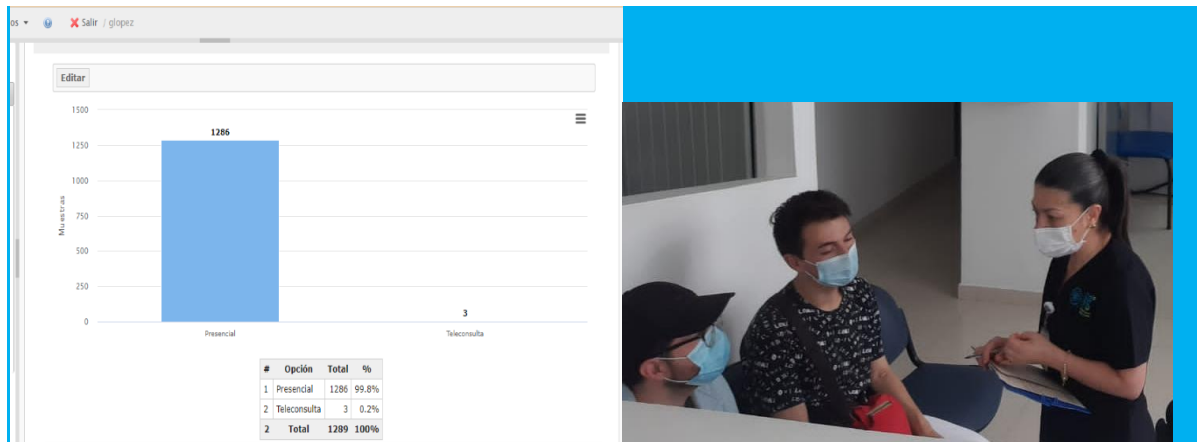 os
Salir / glopez
Editar
1500
1250
1000
750
500
250
0
Muestras
1286
3
Presencial
Teleconsulta
# Opción Total %
1 Presencial 1286 99.8%
2 Teleconsulta 3 0.2%
2 Total 1289 100%